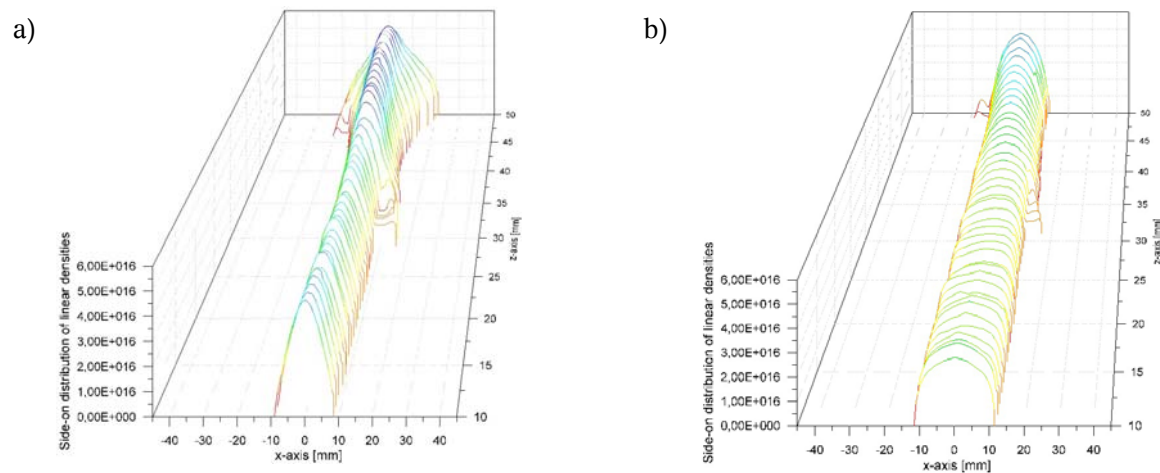 a)
Side-on distribution of linear densities
6,00E+016
5,00E+016
4,00E+016
3,00E+016
2,00E+016
1,00E+016
0,00E+000
-40 -30 -20 -10 0 10 20 30 40
x-axis [mm]
50
45
40
35
30
25
20
15
10
z-axis [mm]
b)
Side-on distribution of linear densities
6,00E+016
5,00E+016
4,00E+016
3,00E+016
2,00E+016
1,00E+016
0,00E+000
-40 -30 -20 -10 0 10 20 30 40
x-axis [mm]
50
45
40
35
30
25
20
15
10
z-axis [mm]